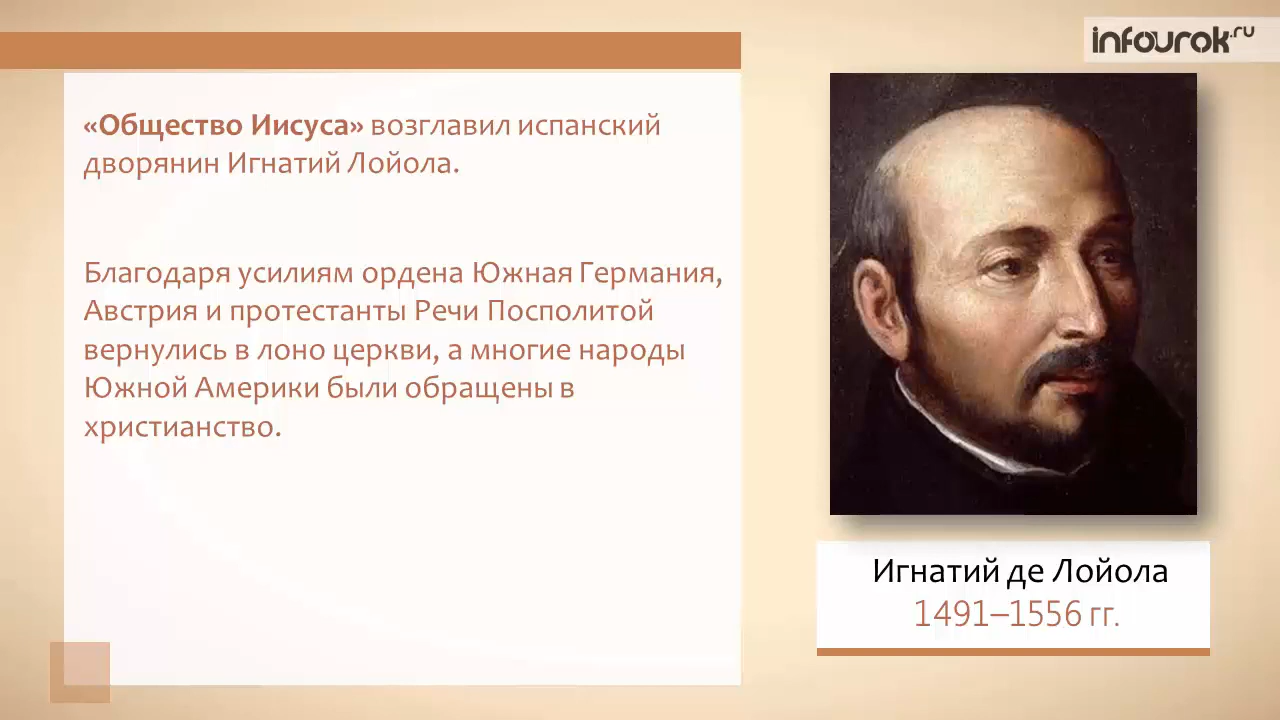 infourok.ru
«Общество Иисуса» возглавил испанский
дворянин Игнатий Лойола.
Благодаря усилиям ордена Южная Германия,
Австрия и протестанты Речи Посполитой
вернулись в лоно церкви, а многие народы
Южной Америки были обращены в
христианство.
Игнатий де Лойола
1491–1556 гг.